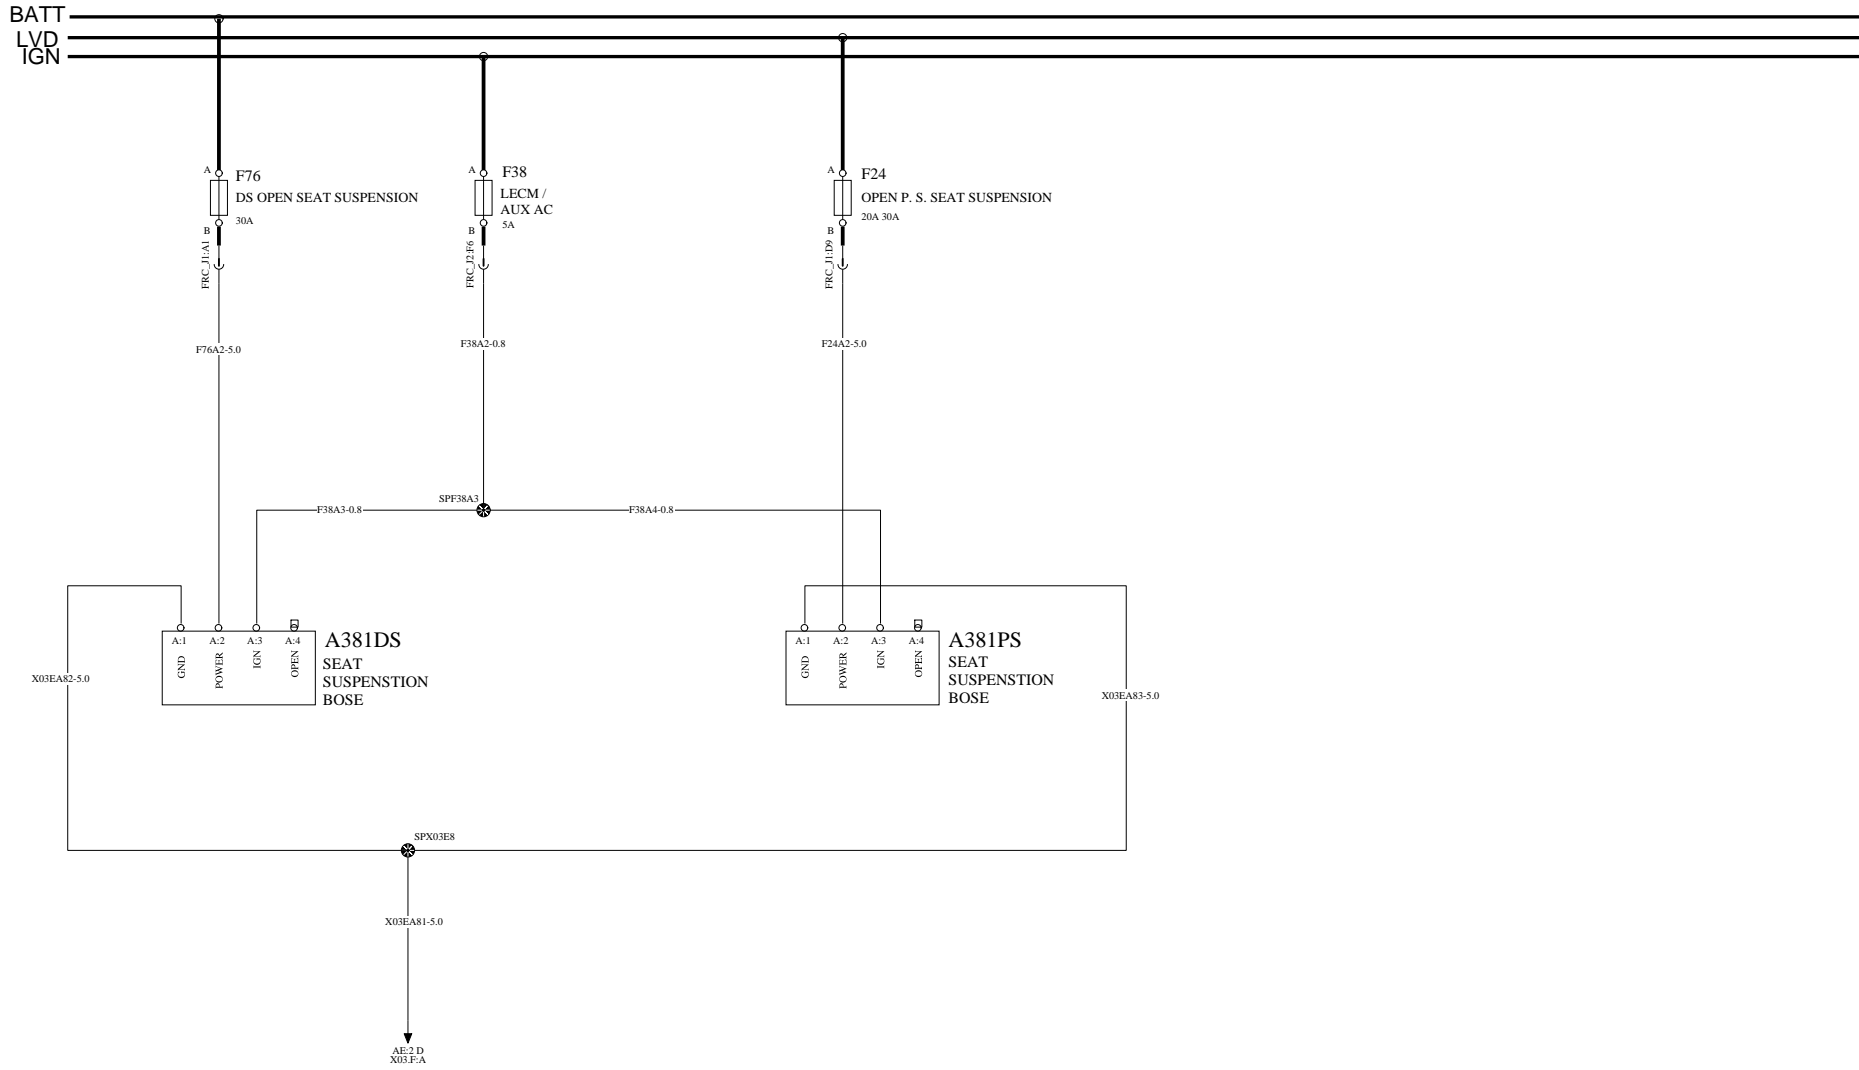 BATT
LVD
IGN
A
F76
DS OPEN SEAT SUSPENSION
30A
B
FRC_J1:A1
A
F38
LECM /
AUX AC
5A
B
FRC_J2:F6
A
F24
OPEN P. S. SEAT SUSPENSION
20A 30A
B
FRC_J1:D9
F76A2-5.0
F38A2-0.8
F24A2-5.0
SPF38A3
F38A3-0.8
F38A4-0.8
A:1
A:2
A:3
A:4
GND
POWER
IGN
OPEN
A381DS
SEAT
SUSPENSTION
BOSE
A:1
A:2
A:3
A:4
GND
POWER
IGN
OPEN
A381PS
SEAT
SUSPENSTION
BOSE
X03EA82-5.0
X03EA83-5.0
SPX03E8
X03EA81-5.0
AE:2 D
X03.F:A